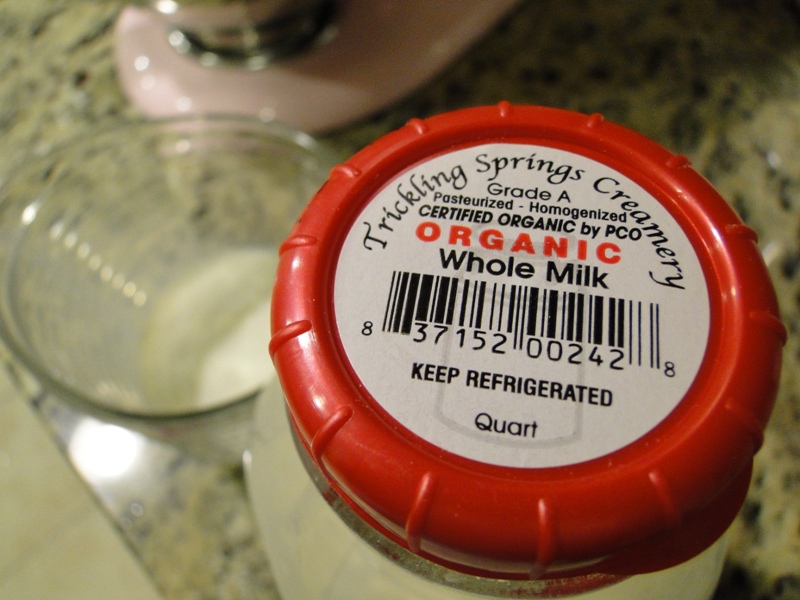 Trickling Springs Creamery
Grade A
Pasteurized - Homogenized
CERTIFIED ORGANIC by PCO
ORGANIC
Whole Milk
8 37152 00242 8
KEEP REFRIGERATED
Quart